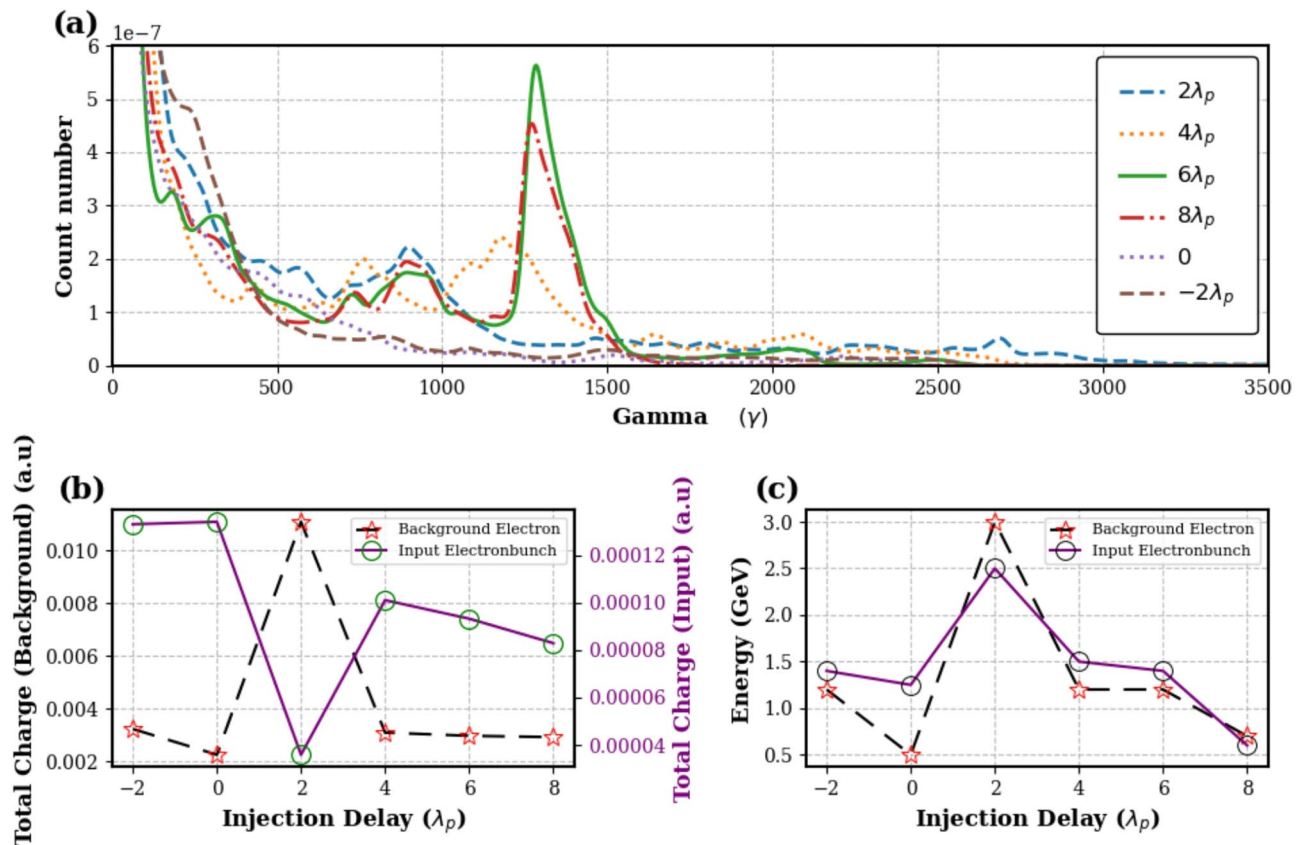 (a)
1e−7
6
5
4
3
2
1
0
Count number
0 500 1000 1500 2000 2500 3000 3500
Gamma (γ)
2λp
4λp
6λp
8λp
0
−2λp
(b)
Total Charge (Background) (a.u)
0.010
0.008
0.006
0.004
0.002
Background Electron
Input Electronbunch
0.00012
0.00010
0.00008
0.00006
0.00004
Total Charge (Input) (a.u)
−2 0 2 4 6 8
Injection Delay (λp)
(c)
Energy (GeV)
3.0
2.5
2.0
1.5
1.0
0.5
Background Electron
Input Electronbunch
−2 0 2 4 6 8
Injection Delay (λp)